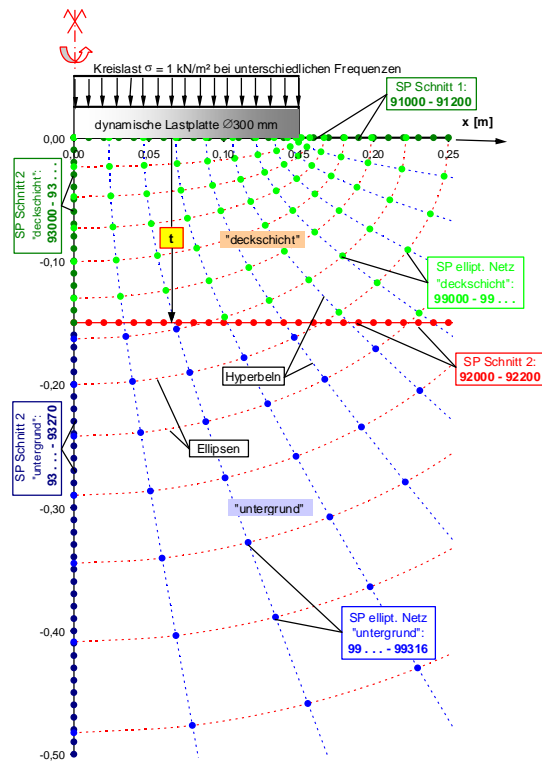 Kreislast σ = 1 kN/m² bei unterschiedlichen Frequenzen
SP Schnitt 1:
91000 - 91200
dynamische Lastplatte ∅300 mm
x [m]
0,00
0,00
0,05
0,10
0,15
0,20
0,25
SP Schnitt 2
"deckschicht":
93000 - 93 . . .
t
"deckschicht"
-0,10
SP ellipt. Netz
"deckschicht":
99000 - 99 . . .
SP Schnitt 2:
92000 - 92200
Hyperbeln
-0,20
SP Schnitt 2
"untergrund":
93 . . . - 93270
Ellipsen
-0,30
"untergrund"
-0,40
SP ellipt. Netz
"untergrund":
99 . . . - 99316
-0,50